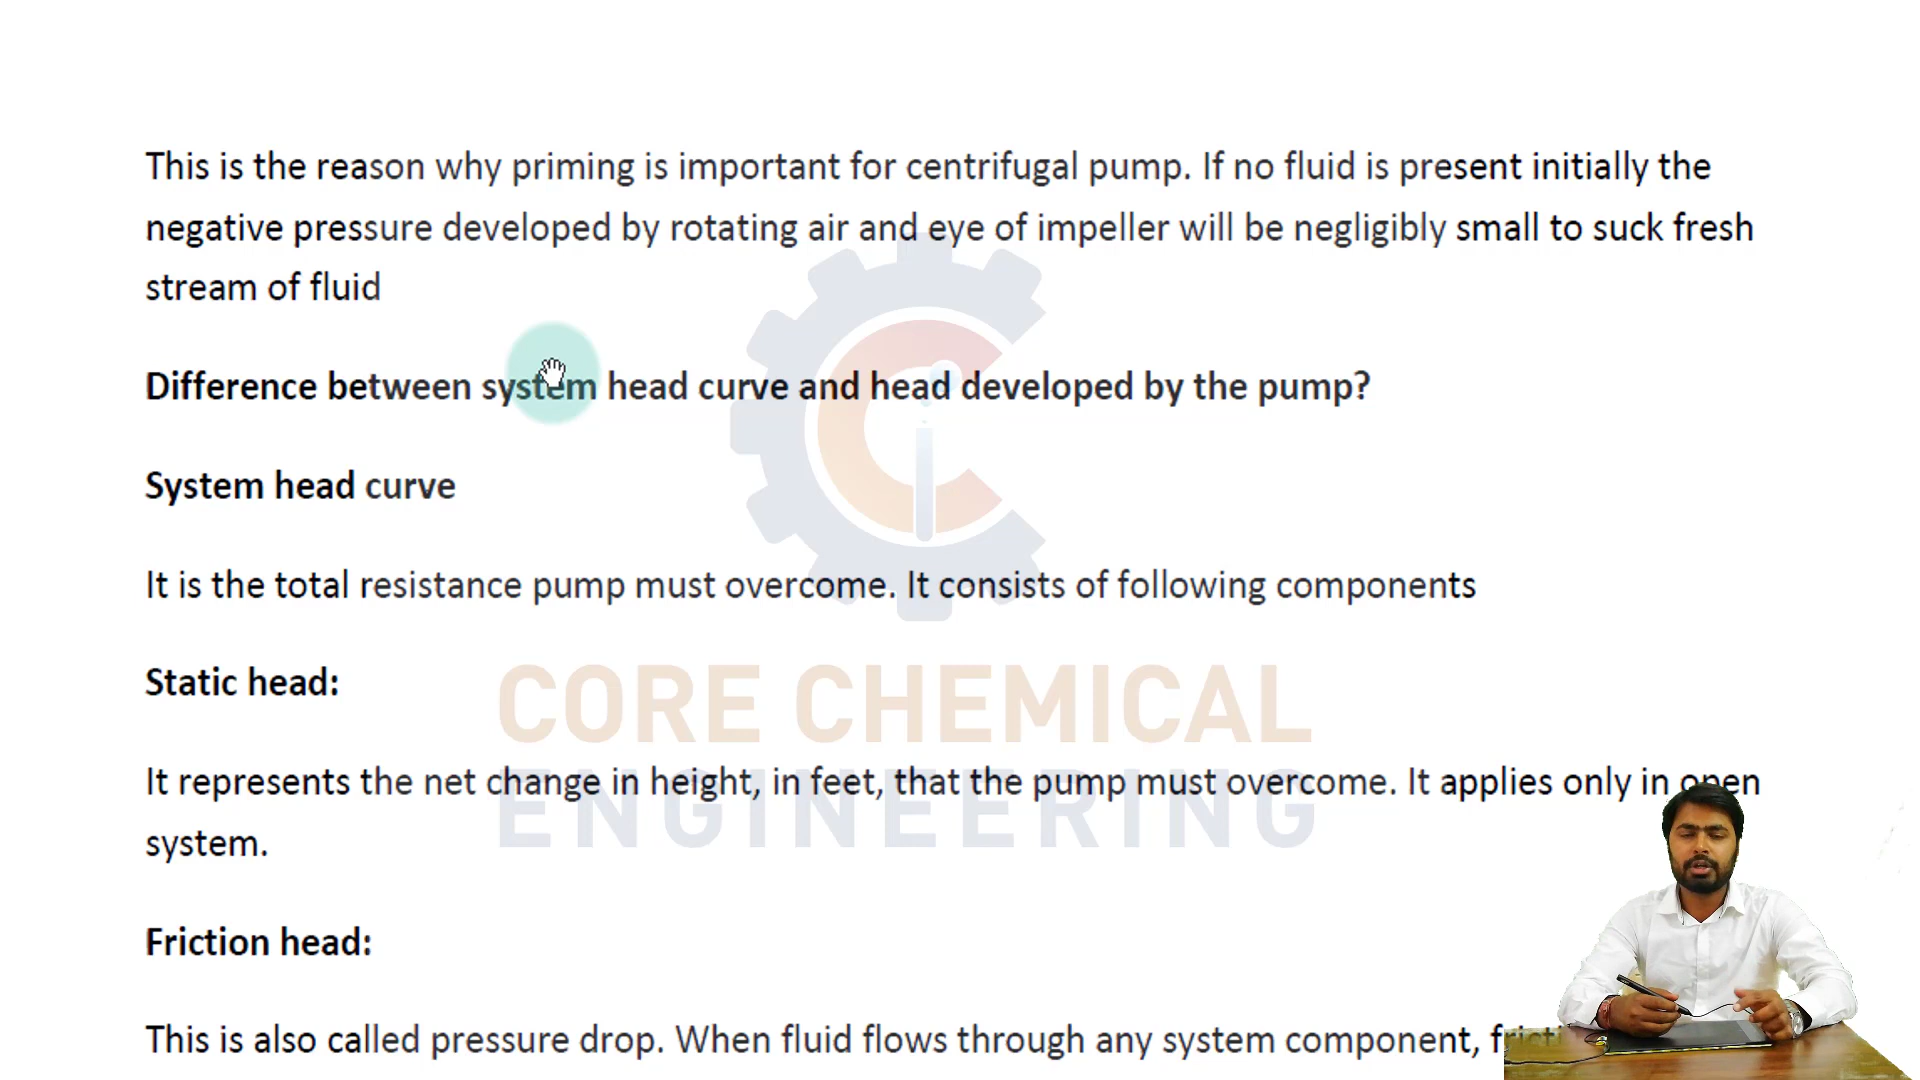 This is the reason why priming is important for centrifugal pump. If no fluid is present initially the
negative pressure developed by rotating air and eye of impeller will be negligibly small to suck fresh
stream of fluid
Difference between system head curve and head developed by the pump?
System head curve
It is the total resistance pump must overcome. It consists of following components
Static head:
CORE CHEMICAL
It represents the net change in height, in feet, that the pump must overcome. It applies only in open
ENGINEERING
system.
Friction head:
This is also called pressure drop. When fluid flows through any system component,